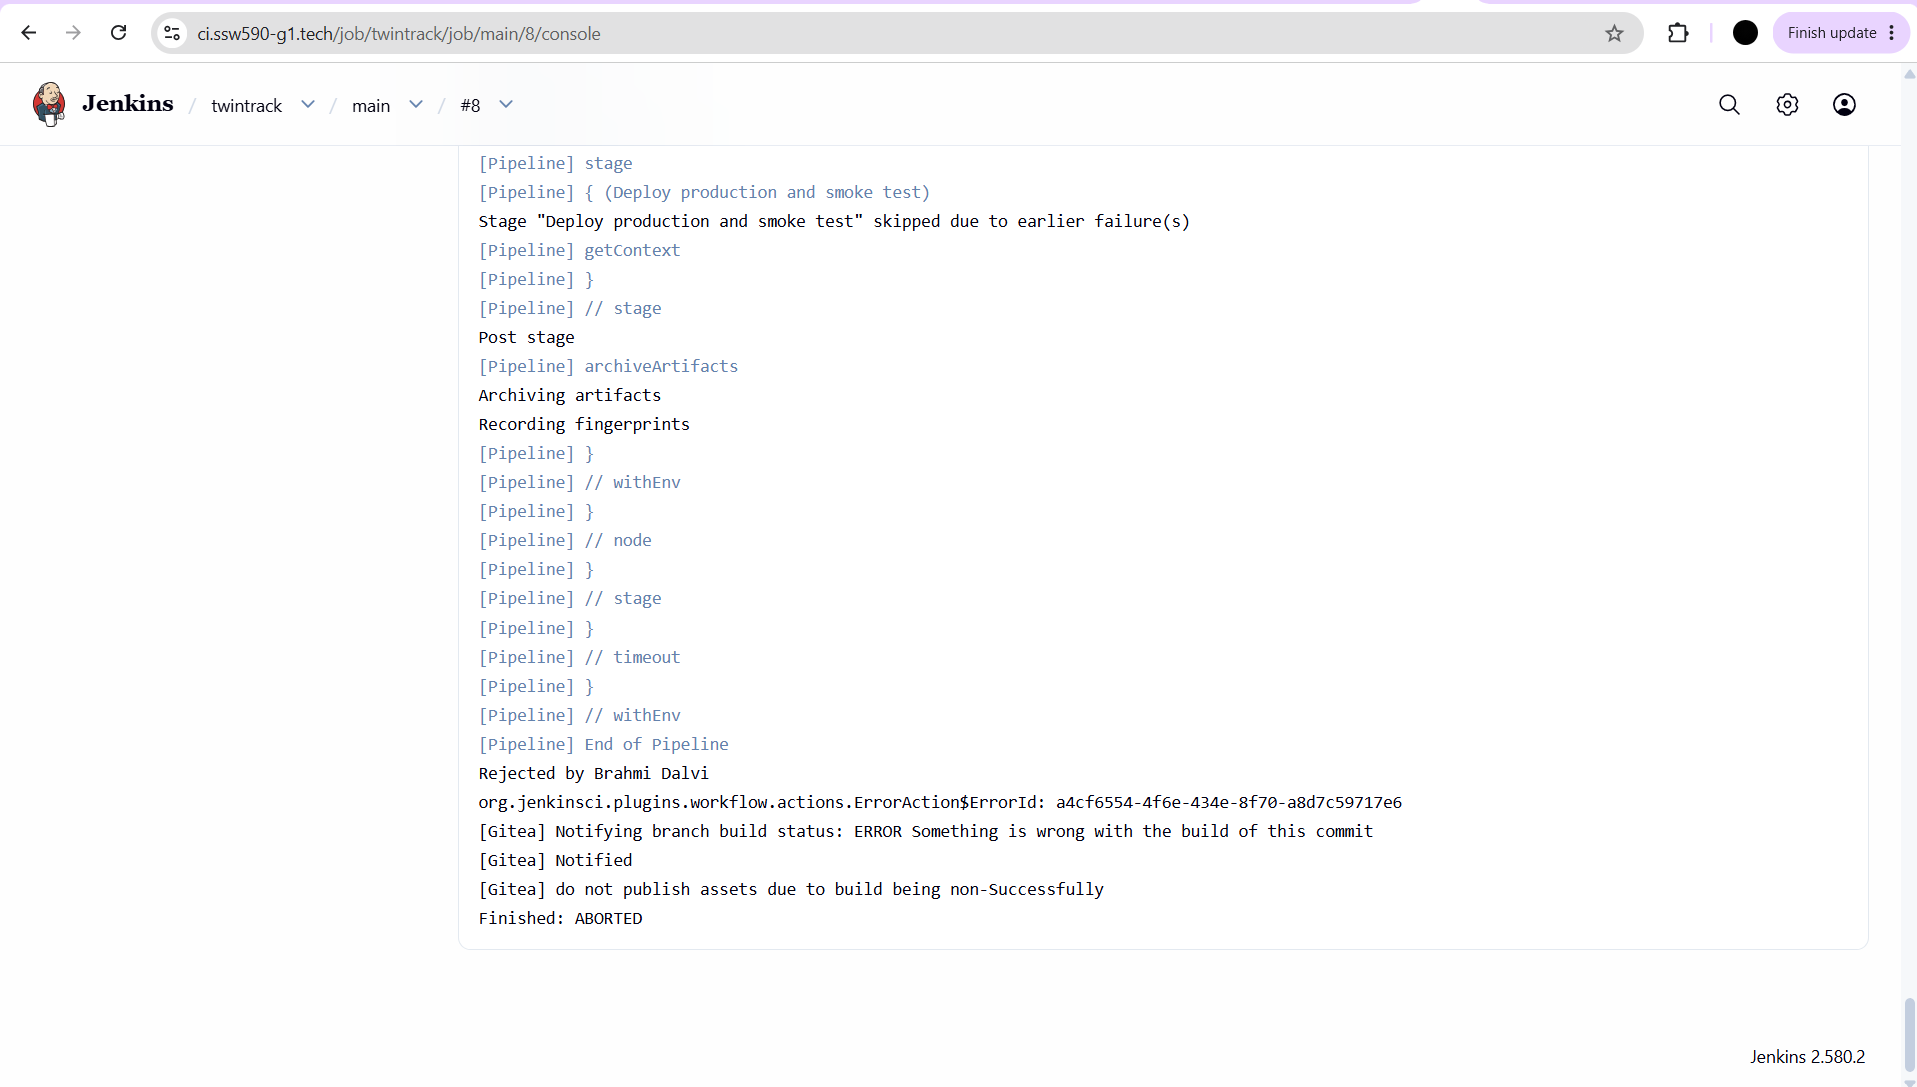 ci.ssw590-g1.tech/job/twintrack/job/main/8/console
Finish update
Jenkins / twintrack / main / #8
[Pipeline] stage
[Pipeline] { (Deploy production and smoke test)
Stage "Deploy production and smoke test" skipped due to earlier failure(s)
[Pipeline] getContext
[Pipeline] }
[Pipeline] // stage
Post stage
[Pipeline] archiveArtifacts
Archiving artifacts
Recording fingerprints
[Pipeline] }
[Pipeline] // withEnv
[Pipeline] }
[Pipeline] // node
[Pipeline] }
[Pipeline] // stage
[Pipeline] }
[Pipeline] // timeout
[Pipeline] }
[Pipeline] // withEnv
[Pipeline] End of Pipeline
Rejected by Brahmi Dalvi
org.jenkinsci.plugins.workflow.actions.ErrorAction$ErrorId: a4cf6554-4f6e-434e-8f70-a8d7c59717e6
[Gitea] Notifying branch build status: ERROR Something is wrong with the build of this commit
[Gitea] Notified
[Gitea] do not publish assets due to build being non-Successfully
Finished: ABORTED
Jenkins 2.580.2